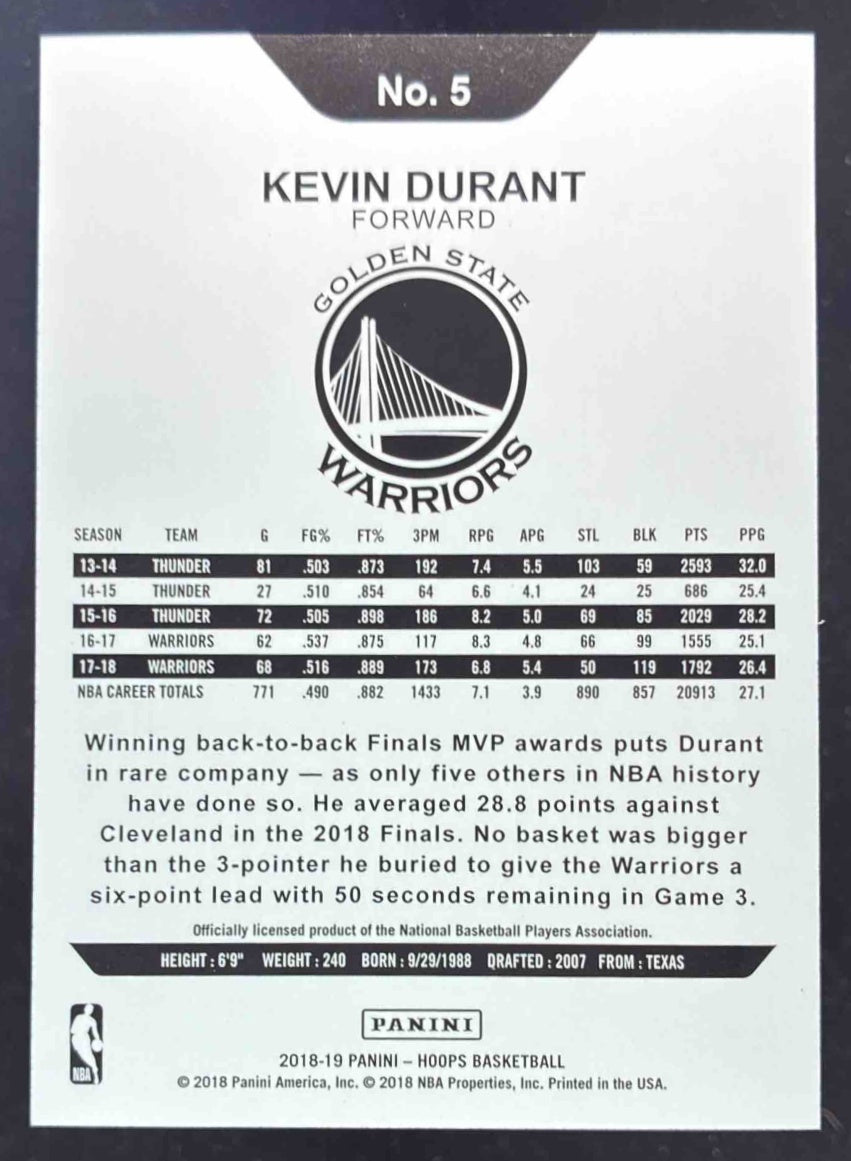 No. 5
KEVIN DURANT
FORWARD
GOLDEN STATE
WARRIORS
SEASON TEAM G FG% FT% 3PM RPG APG STL BLK PTS PPG
13-14 THUNDER 81 .503 .873 192 7.4 5.5 103 59 2593 32.0
14-15 THUNDER 27 .510 .854 64 6.6 4.1 24 25 686 25.4
15-16 THUNDER 72 .505 .898 186 8.2 5.0 69 85 2029 28.2
16-17 WARRIORS 62 .537 .875 117 8.3 4.8 66 99 1555 25.1
17-18 WARRIORS 68 .516 .889 173 6.8 5.4 50 119 1792 26.4
NBA CAREER TOTALS 771 .490 .882 1433 7.1 3.9 890 857 20913 27.1
Winning back-to-back Finals MVP awards puts Durant
in rare company — as only five others in NBA history
have done so. He averaged 28.8 points against
Cleveland in the 2018 Finals. No basket was bigger
than the 3-pointer he buried to give the Warriors a
six-point lead with 50 seconds remaining in Game 3.
Officially licensed product of the National Basketball Players Association.
HEIGHT : 6'9" WEIGHT : 240 BORN : 9/29/1988 QRAFTED : 2007 FROM : TEXAS
PANINI
NBA
2018-19 PANINI – HOOPS BASKETBALL
© 2018 Panini America, Inc. © 2018 NBA Properties, Inc. Printed in the USA.